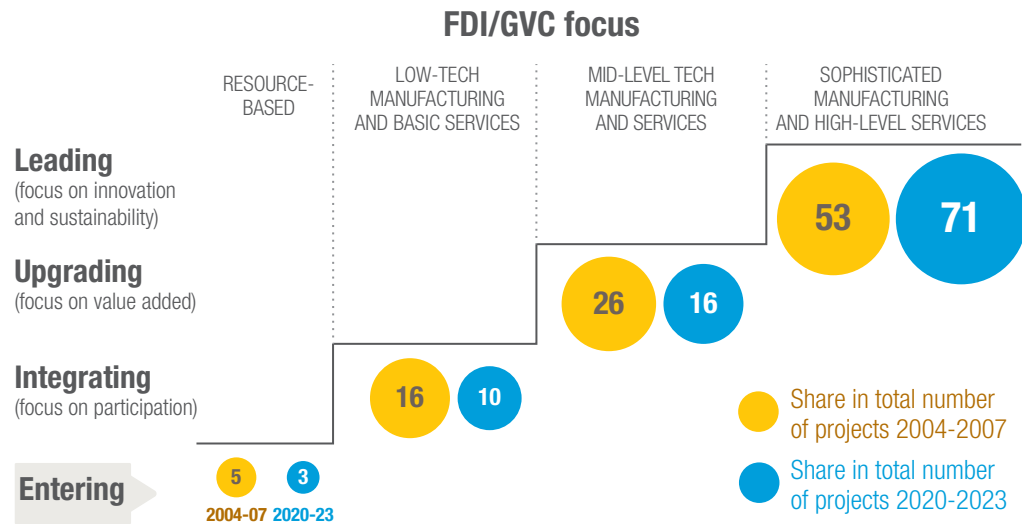 FDI/GVC focus
RESOURCE-
BASED
LOW-TECH
MANUFACTURING
AND BASIC SERVICES
MID-LEVEL TECH
MANUFACTURING
AND SERVICES
SOPHISTICATED
MANUFACTURING
AND HIGH-LEVEL SERVICES
Leading
(focus on innovation
and sustainability)
53
71
Upgrading
(focus on value added)
26
16
Integrating
(focus on participation)
16
10
Share in total number
of projects 2004-2007
Share in total number
of projects 2020-2023
Entering
5
3
2004-07 2020-23